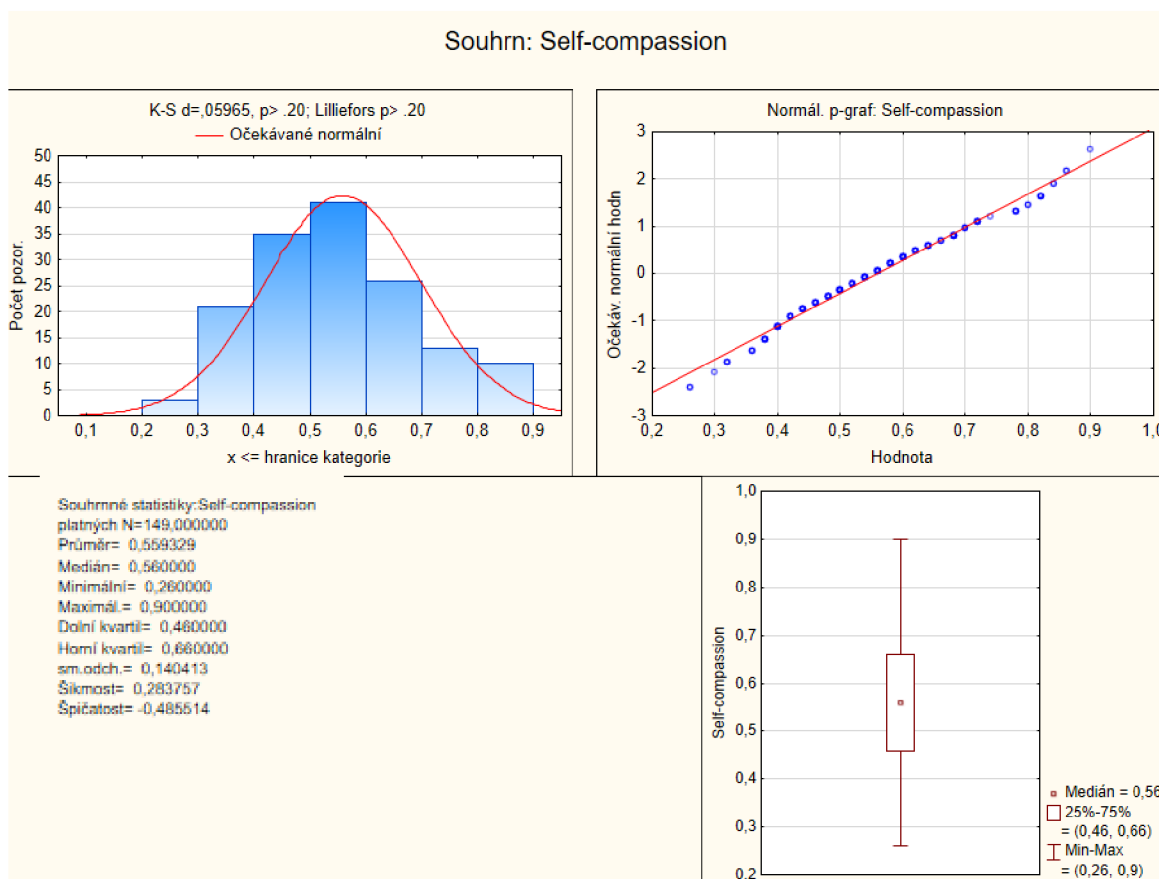 Souhrn: Self-compassion
K-S d=,05965, p> .20; Lilliefors p> .20
Očekávané normální
50
45
40
35
30
25
20
15
10
5
0
Počet pozor.
0,1 0,2 0,3 0,4 0,5 0,6 0,7 0,8 0,9
x <= hranice kategorie
Normál. p-graf: Self-compassion
3
2
1
0
-1
-2
-3
Očekáv. normální hodn
0,2 0,3 0,4 0,5 0,6 0,7 0,8 0,9 1,0
Hodnota
Souhrnné statistiky:Self-compassion
platných N=149,000000
Průměr= 0,559329
Medián= 0,560000
Minimální= 0,260000
Maximál.= 0,900000
Dolní kvartil= 0,460000
Horní kvartil= 0,660000
sm.odch.= 0,140413
Šikmost= 0,283757
Špičatost= -0,485514
1,0
0,9
0,8
0,7
0,6
0,5
0,4
0,3
0,2
Self-compassion
Medián = 0,56
25%-75%
= (0,46, 0,66)
Min-Max
= (0,26, 0,9)